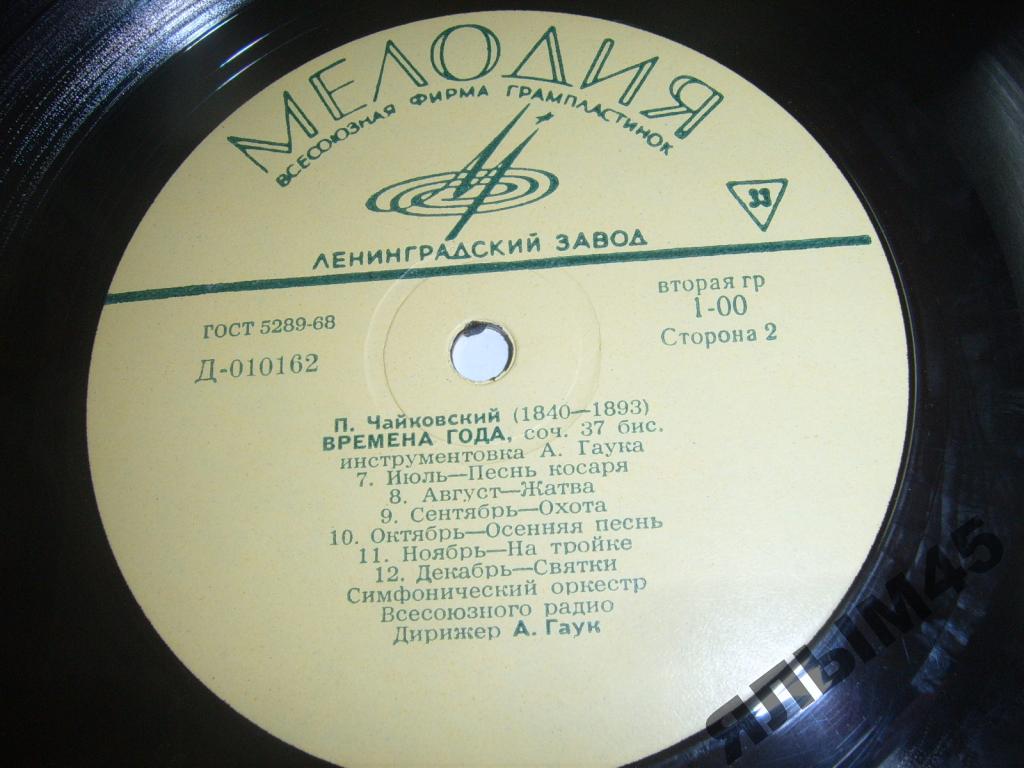 МЕЛОДИЯ
ВСЕСОЮЗНАЯ ФИРМА ГРАМПЛАСТИНОК
33
ЛЕНИНГРАДСКИЙ ЗАВОД
ГОСТ 5289-68
Д-010162
вторая гр
1-00
Сторона 2
П. Чайковский (1840—1893)
ВРЕМЕНА ГОДА, соч. 37 бис.
инструментовка А. Гаука
7. Июль—Песнь косаря
8. Август—Жатва
9. Сентябрь—Охота
10. Октябрь—Осенняя песнь
11. Ноябрь—На тройке
12. Декабрь—Святки
Симфонический оркестр
Всесоюзного радио
Дирижер А. Гаук
ЯЛЫМ45